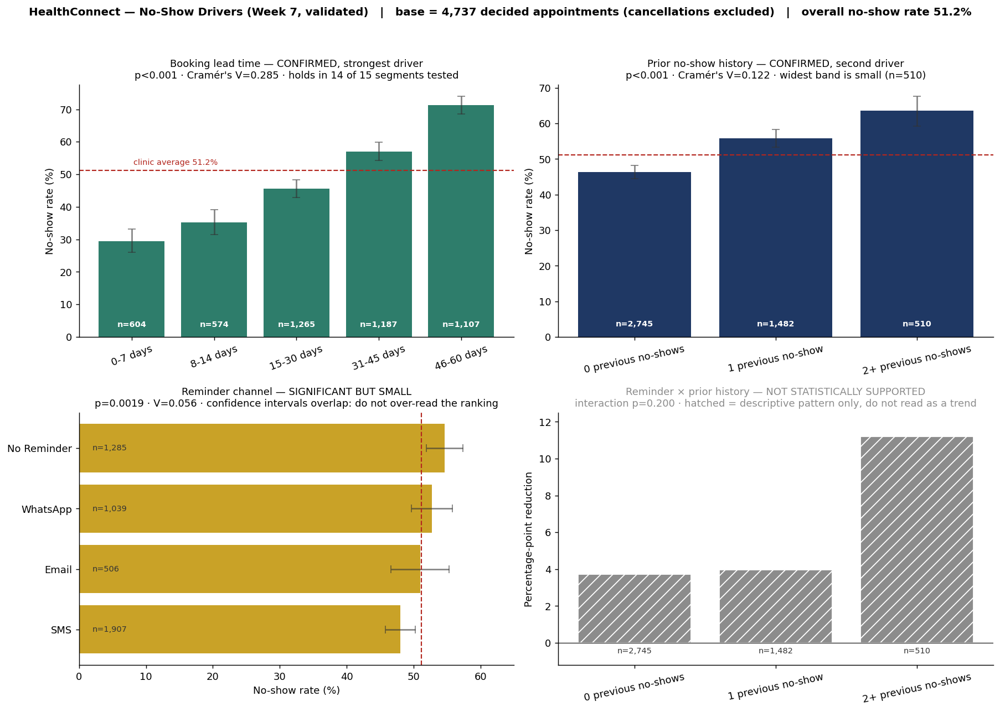 HealthConnect — No-Show Drivers (Week 7, validated)   |   base = 4,737 decided appointments (cancellations excluded)   |   overall no-show rate 51.2%
Booking lead time — CONFIRMED, strongest driver
p<0.001 · Cramér's V=0.285 · holds in 14 of 15 segments tested
No-show rate (%)
70
60
50
40
30
20
10
0
clinic average 51.2%
n=604
n=574
n=1,265
n=1,187
n=1,107
0-7 days
8-14 days
15-30 days
31-45 days
46-60 days
Prior no-show history — CONFIRMED, second driver
p<0.001 · Cramér's V=0.122 · widest band is small (n=510)
No-show rate (%)
70
60
50
40
30
20
10
0
n=2,745
n=1,482
n=510
0 previous no-shows
1 previous no-show
2+ previous no-shows
Reminder channel — SIGNIFICANT BUT SMALL
p=0.0019 · V=0.056 · confidence intervals overlap: do not over-read the ranking
No Reminder
n=1,285
WhatsApp
n=1,039
Email
n=506
SMS
n=1,907
0
10
20
30
40
50
60
No-show rate (%)
Reminder × prior history — NOT STATISTICALLY SUPPORTED
interaction p=0.200 · hatched = descriptive pattern only, do not read as a trend
Percentage-point reduction
12
10
8
6
4
2
0
n=2,745
n=1,482
n=510
0 previous no-shows
1 previous no-show
2+ previous no-shows